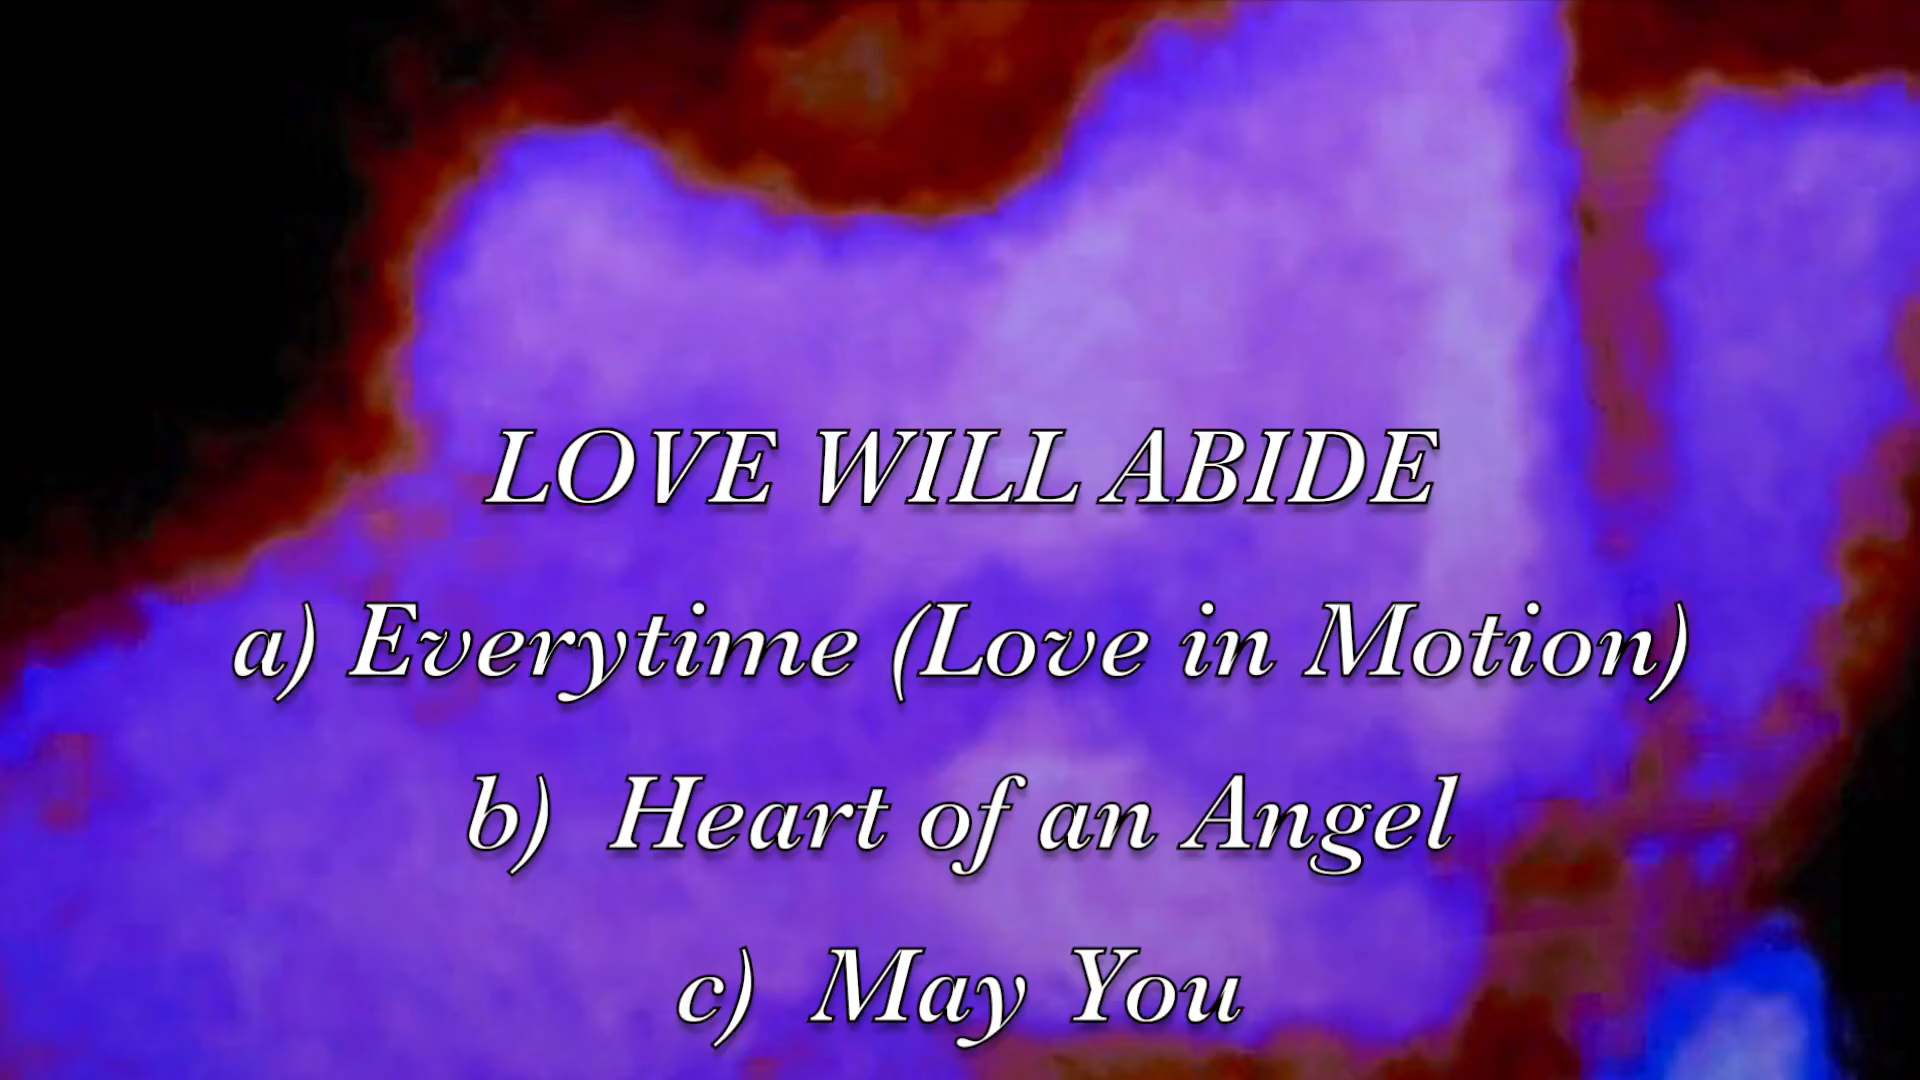 LOVE WILL ABIDE
a) Everytime (Love in Motion)
b) Heart of an Angel
c) May You